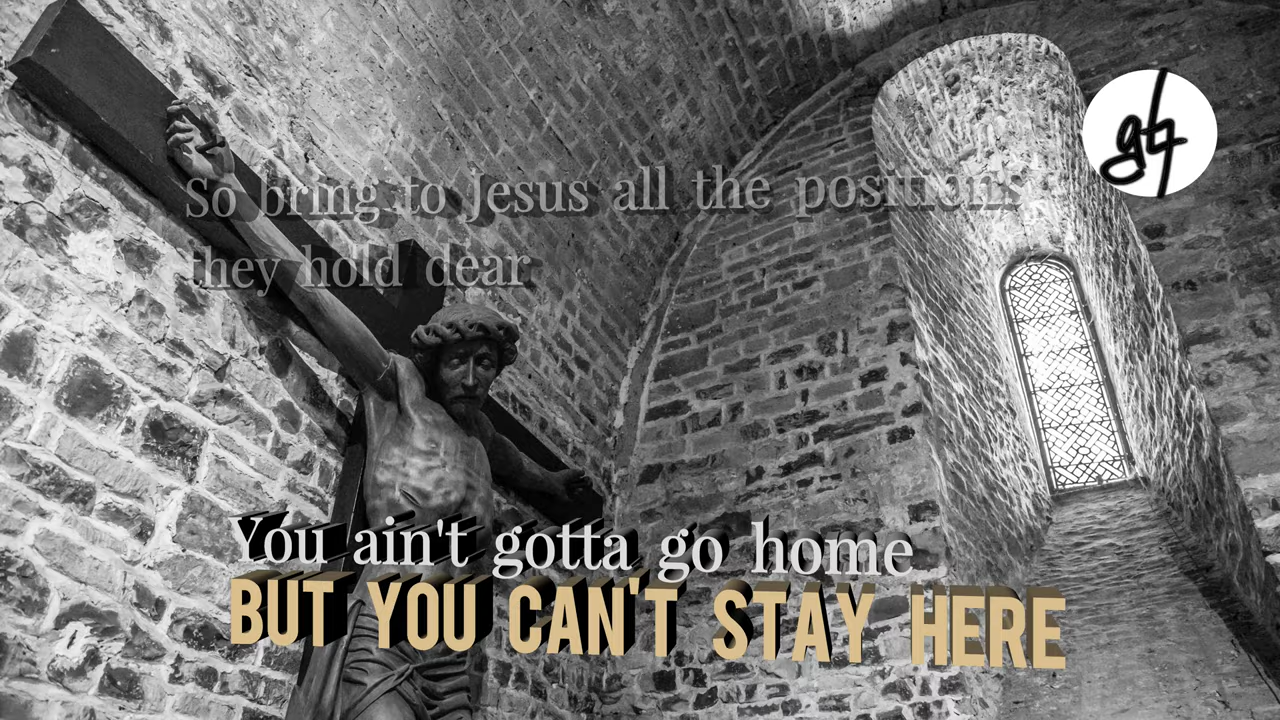 So bring to Jesus all the positions
they hold dear
You ain't gotta go home
BUT YOU CAN'T STAY HERE